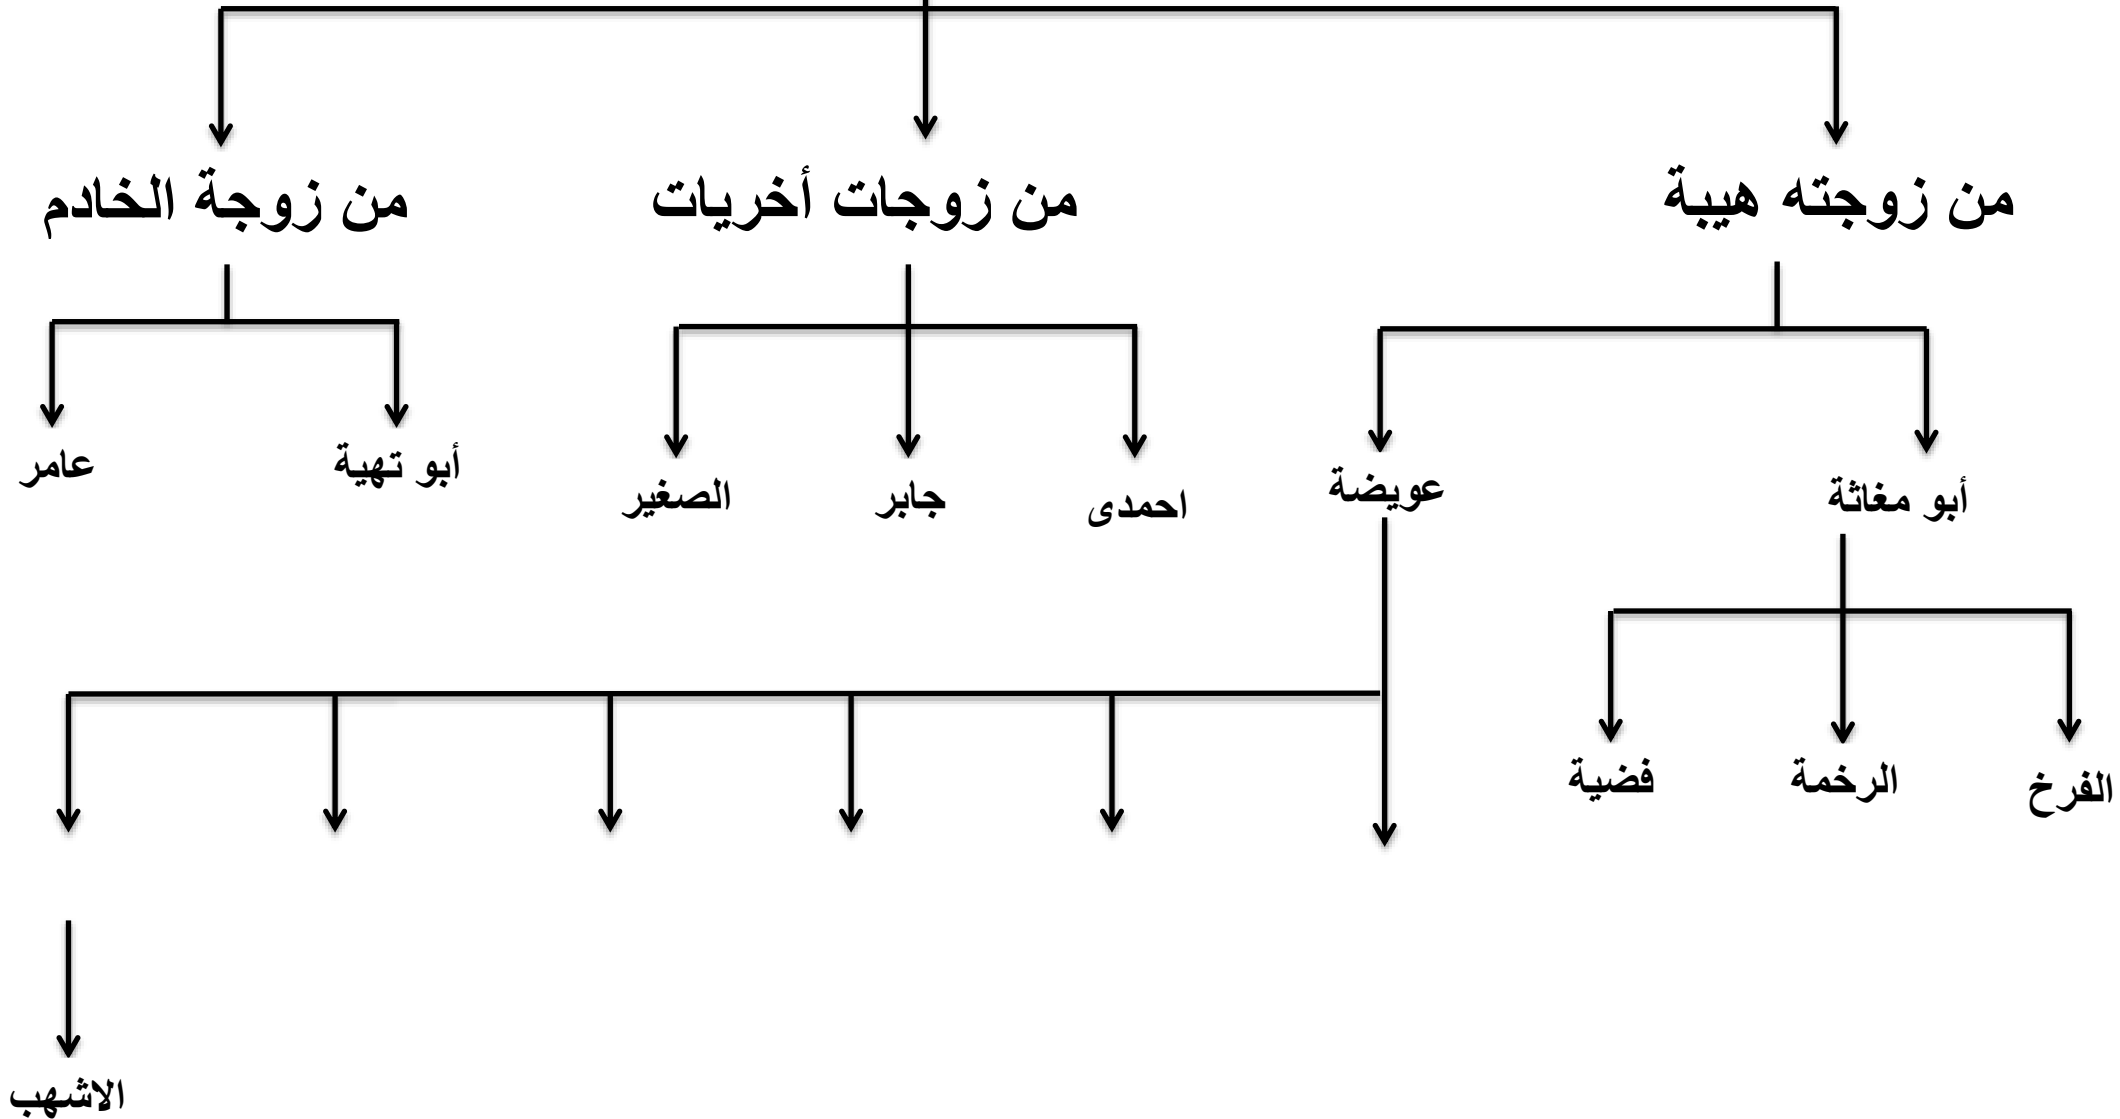 من زوجته هيبة
من زوجات أخريات
من زوجة الخادم
أبو مغاثة
عويضة
احمدى
جابر
الصغير
أبو تهية
عامر
الفرخ
الرخمة
فضية
الاشهب